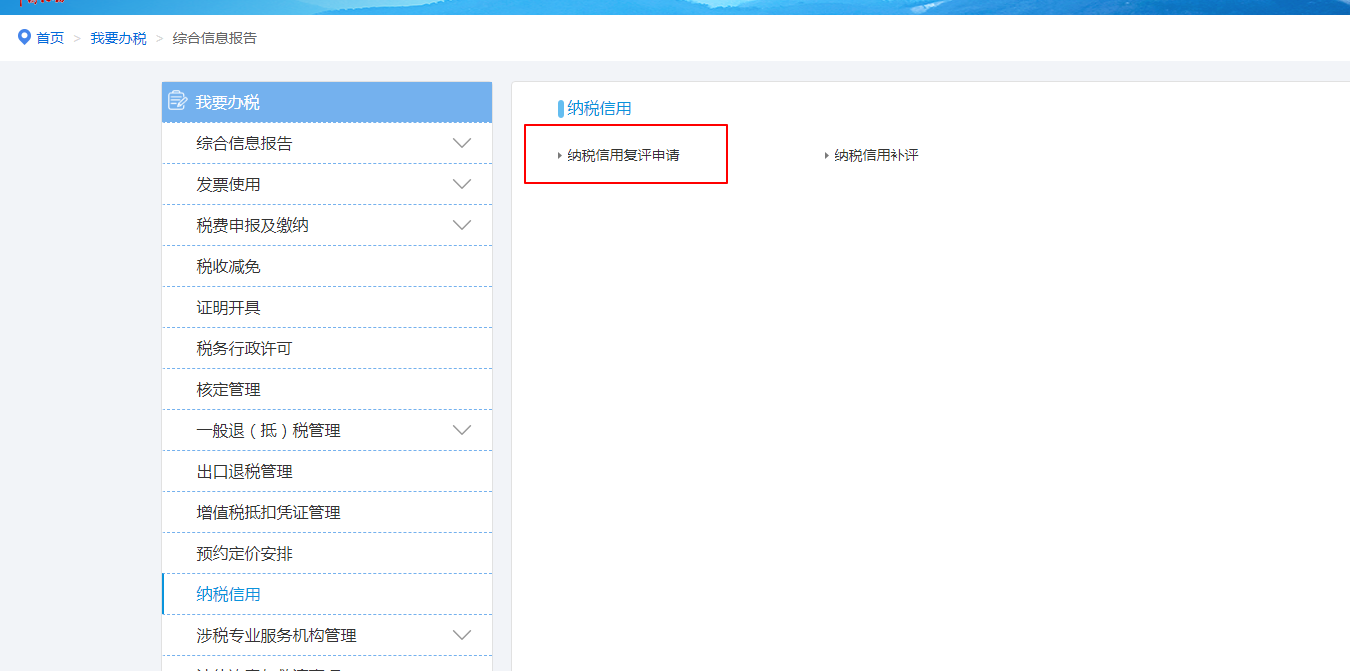 首页 > 我要办税 > 综合信息报告
我要办税
综合信息报告
发票使用
税费申报及缴纳
税收减免
证明开具
税务行政许可
核定管理
一般退（抵）税管理
出口退税管理
增值税抵扣凭证管理
预约定价安排
纳税信用
涉税专业服务机构管理
纳税信用
纳税信用复评申请
纳税信用补评